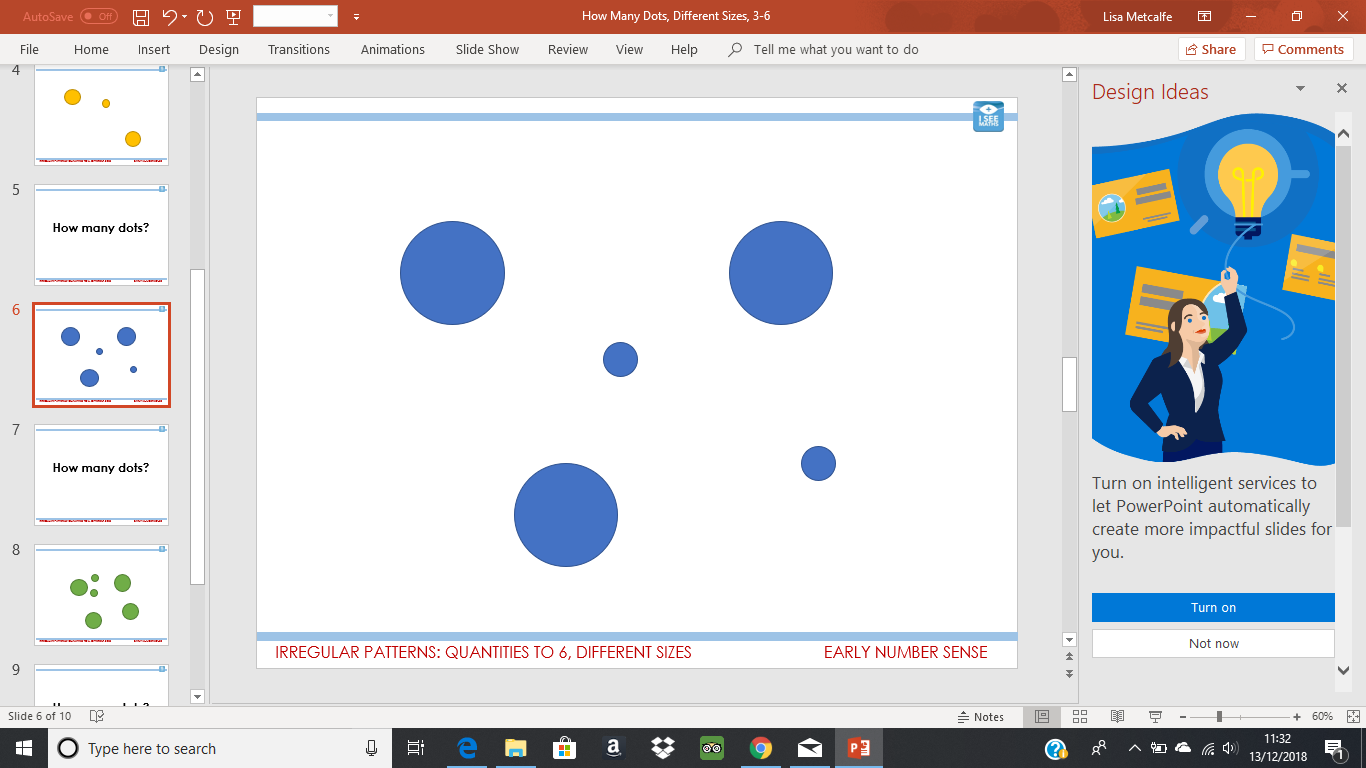 AutoSave Off
How Many Dots, Different Sizes, 3-6
Lisa Metcalfe
File Home Insert Design Transitions Animations Slide Show Review View Help Tell me what you want to do
Share Comments
4
5
How many dots?
6
7
How many dots?
8
9
I SEE
MATHS
IRREGULAR PATTERNS: QUANTITIES TO 6, DIFFERENT SIZES EARLY NUMBER SENSE
Design Ideas
Turn on intelligent services to
let PowerPoint automatically
create more impactful slides for
you.
Turn on
Not now
Slide 6 of 10
Notes
60%
Type here to search
11:32
13/12/2018
1